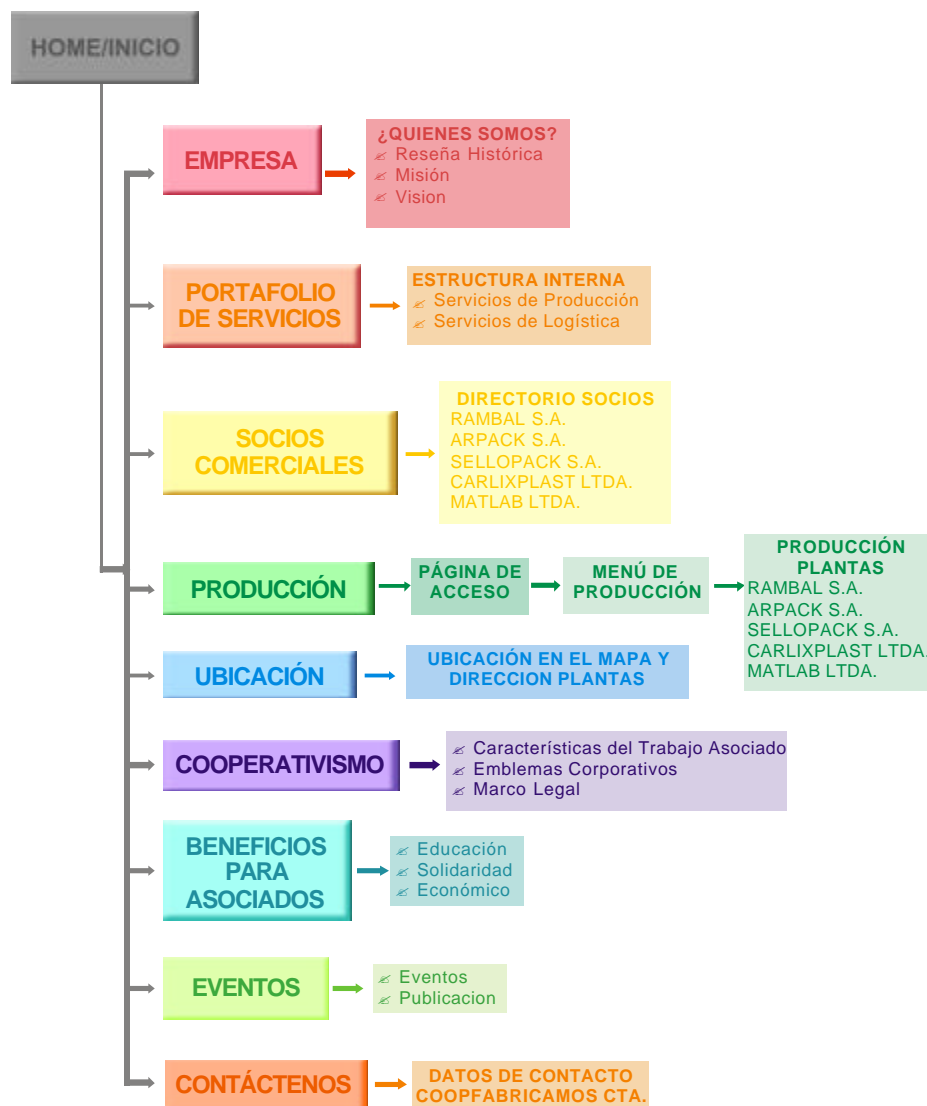 HOME/INICIO
EMPRESA
¿QUIENES SOMOS?
Reseña Histórica
Misión
Vision
PORTAFOLIO
DE SERVICIOS
ESTRUCTURA INTERNA
Servicios de Producción
Servicios de Logística
SOCIOS
COMERCIALES
DIRECTORIO SOCIOS
RAMBAL S.A.
ARPACK S.A.
SELLOPACK S.A.
CARLIXPLAST LTDA.
MATLAB LTDA.
PRODUCCIÓN
PÁGINA DE
ACCESO
MENÚ DE
PRODUCCIÓN
PRODUCCIÓN
PLANTAS
RAMBAL S.A.
ARPACK S.A.
SELLOPACK S.A.
CARLIXPLAST LTDA.
MATLAB LTDA.
UBICACIÓN
UBICACIÓN EN EL MAPA Y
DIRECCION PLANTAS
COOPERATIVISMO
Características del Trabajo Asociado
Emblemas Corporativos
Marco Legal
BENEFICIOS
PARA
ASOCIADOS
Educación
Solidaridad
Económico
EVENTOS
Eventos
Publicacion
CONTÁCTENOS
DATOS DE CONTACTO
COOPFABRICAMOS CTA.